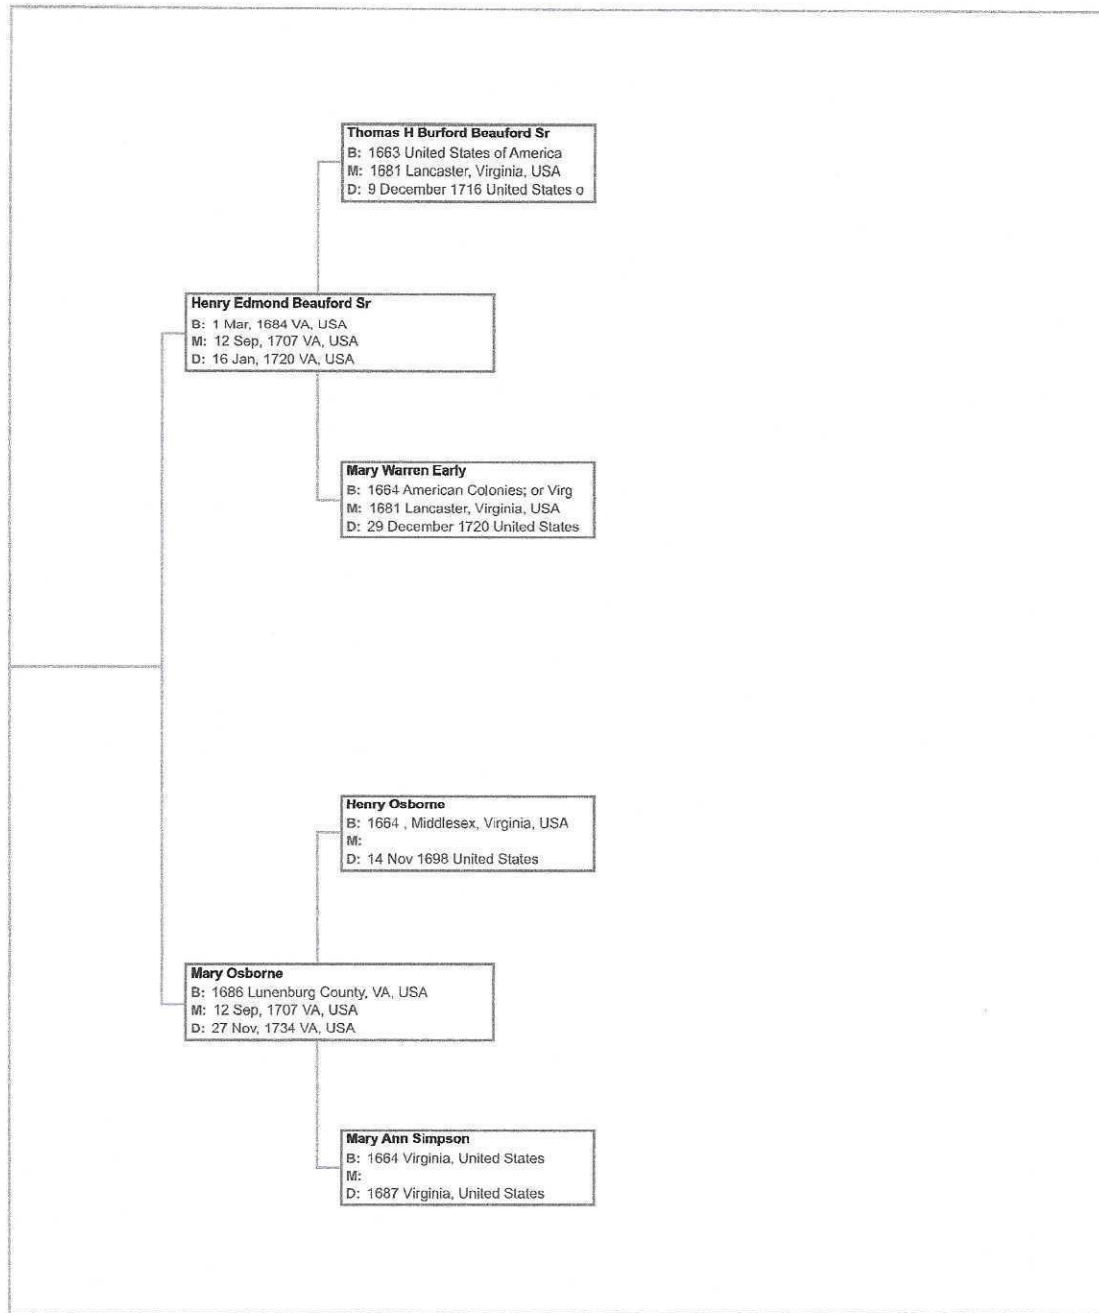 Thomas H Burford Beauford Sr
B: 1663 United States of America
M: 1681 Lancaster, Virginia, USA
D: 9 December 1716 United States o
Henry Edmond Beauford Sr
B: 1 Mar, 1684 VA, USA
M: 12 Sep, 1707 VA, USA
D: 16 Jan, 1720 VA, USA
Mary Warren Early
B: 1664 American Colonies; or Virg
M: 1681 Lancaster, Virginia, USA
D: 29 December 1720 United States
Henry Osborne
B: 1664 , Middlesex, Virginia, USA
M:
D: 14 Nov 1698 United States
Mary Osborne
B: 1686 Lunenburg County, VA, USA
M: 12 Sep, 1707 VA, USA
D: 27 Nov, 1734 VA, USA
Mary Ann Simpson
B: 1664 Virginia, United States
M:
D: 1687 Virginia, United States